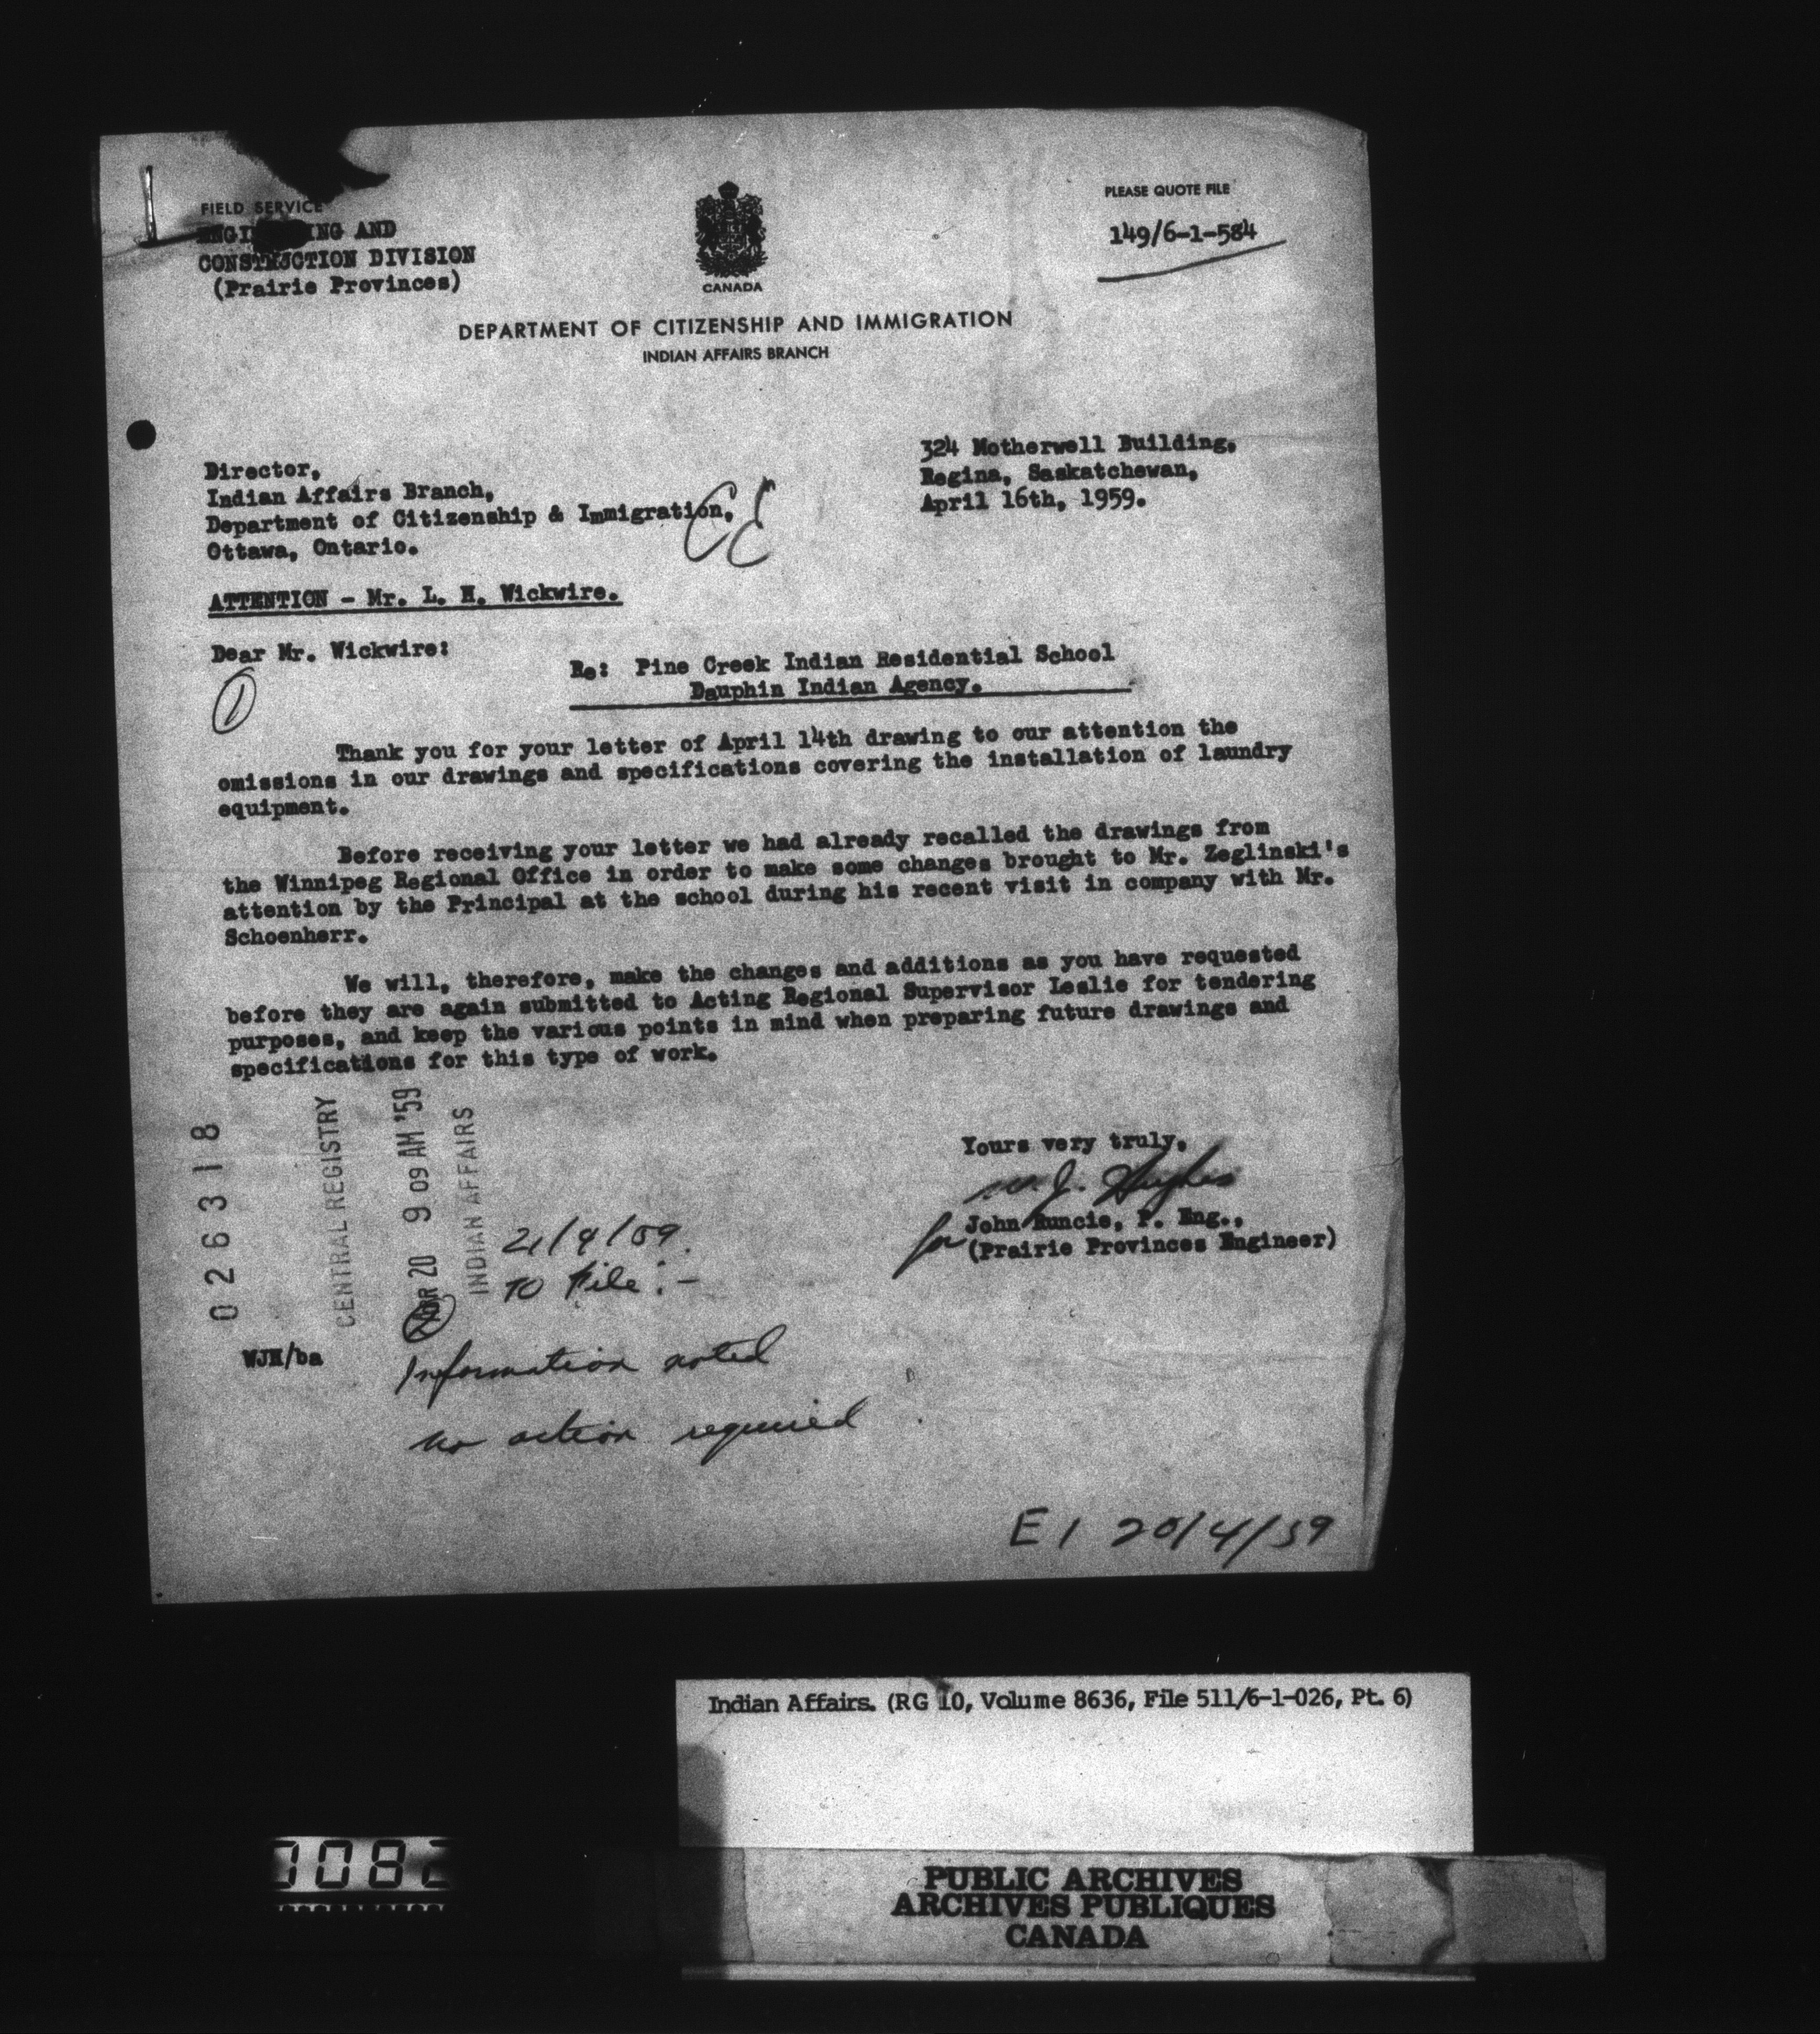 FIELD SERVICE
ENGINEERING AND
CONSTRUCTION DIVISION
(Prairie Provinces)
CANADA
PLEASE QUOTE FILE
149/6-1-584
DEPARTMENT OF CITIZENSHIP AND IMMIGRATION
INDIAN AFFAIRS BRANCH
324 Motherwell Building,
Regina, Saskatchewan,
April 16th, 1959.
Director,
Indian Affairs Branch,
Department of Citizenship & Immigration,
Ottawa, Ontario.
ATTENTION - Mr. L. H. Wickwire.
Dear Mr. Wickwire:
1
Re: Pine Creek Indian Residential School
Dauphin Indian Agency.
Thank you for your letter of April 14th drawing to our attention the
omissions in our drawings and specifications covering the installation of laundry
equipment.
Before receiving your letter we had already recalled the drawings from
the Winnipeg Regional Office in order to make some changes brought to Mr. Zeglinski's
attention by the Principal at the school during his recent visit in company with Mr.
Schoenherr.
We will, therefore, make the changes and additions as you have requested
before they are again submitted to Acting Regional Supervisor Leslie for tendering
purposes, and keep the various points in mind when preparing future drawings and
specifications for this type of work.
026318
CENTRAL REGISTRY
APR 20 9 09 AM '59
INDIAN AFFAIRS
Yours very truly,
W.J. Hughes
for John Runcie, P. Eng.,
(Prairie Provinces Engineer)
21/4/59.
TO File:-
2
WJH/ba
Information noted
no action required
E1 20/4/59
Indian Affairs. (RG 10, Volume 8636, File 511/6-1-026, Pt. 6)
PUBLIC ARCHIVES
ARCHIVES PUBLIQUES
CANADA